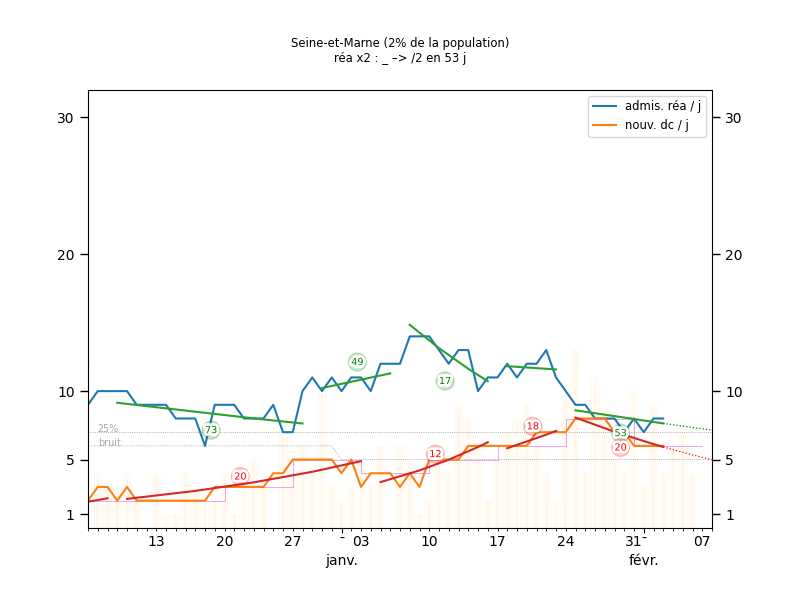 Seine-et-Marne (2% de la population)
réa x2 : _ –> /2 en 53 j
admis. réa / j
nouv. dc / j
30 30
20 20
10 10
5 5
1 1
25%
bruit
73
20
49
17
12
18
53
20
13 20 27 - 03 10 17 24 31- 07
janv. févr.